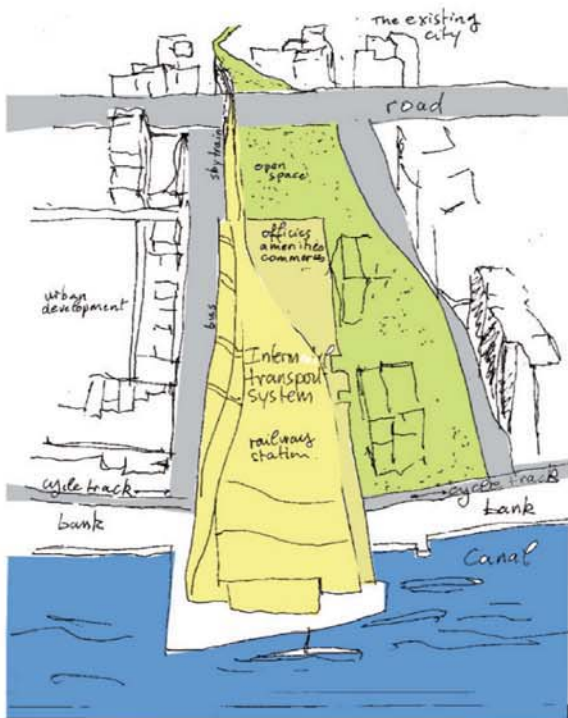 The existing
city
road
skytrain
open
space
offices
amenities
commerce
urban
development
bus
transport
system
railway
station
cycle track
cycle track
bank
bank
Canal